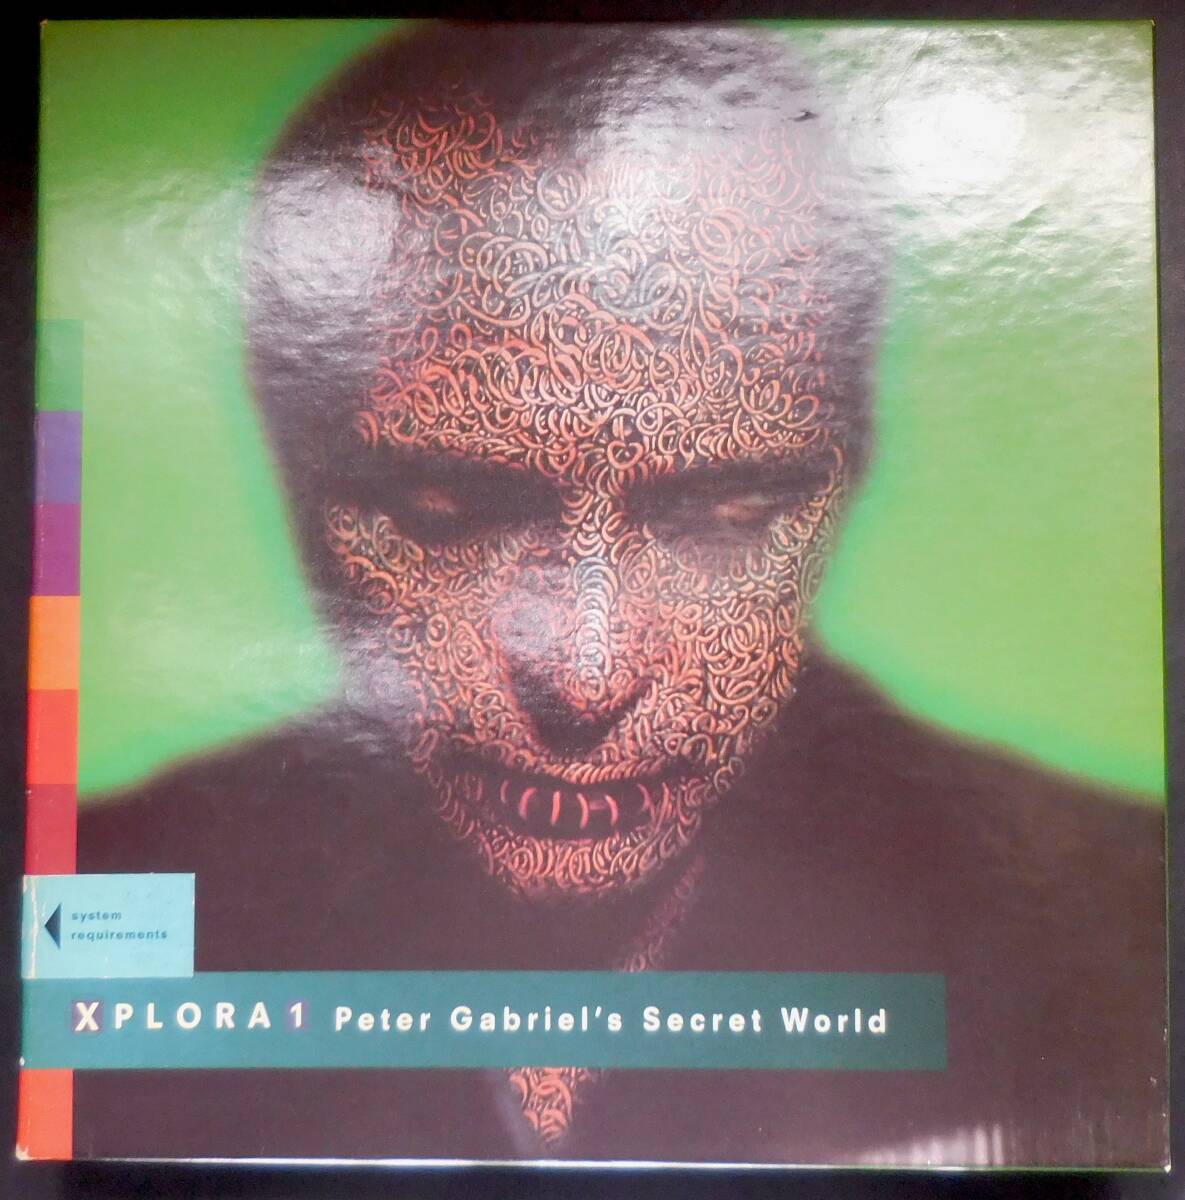 system
requirements
XPLORA1 Peter Gabriel's Secret World